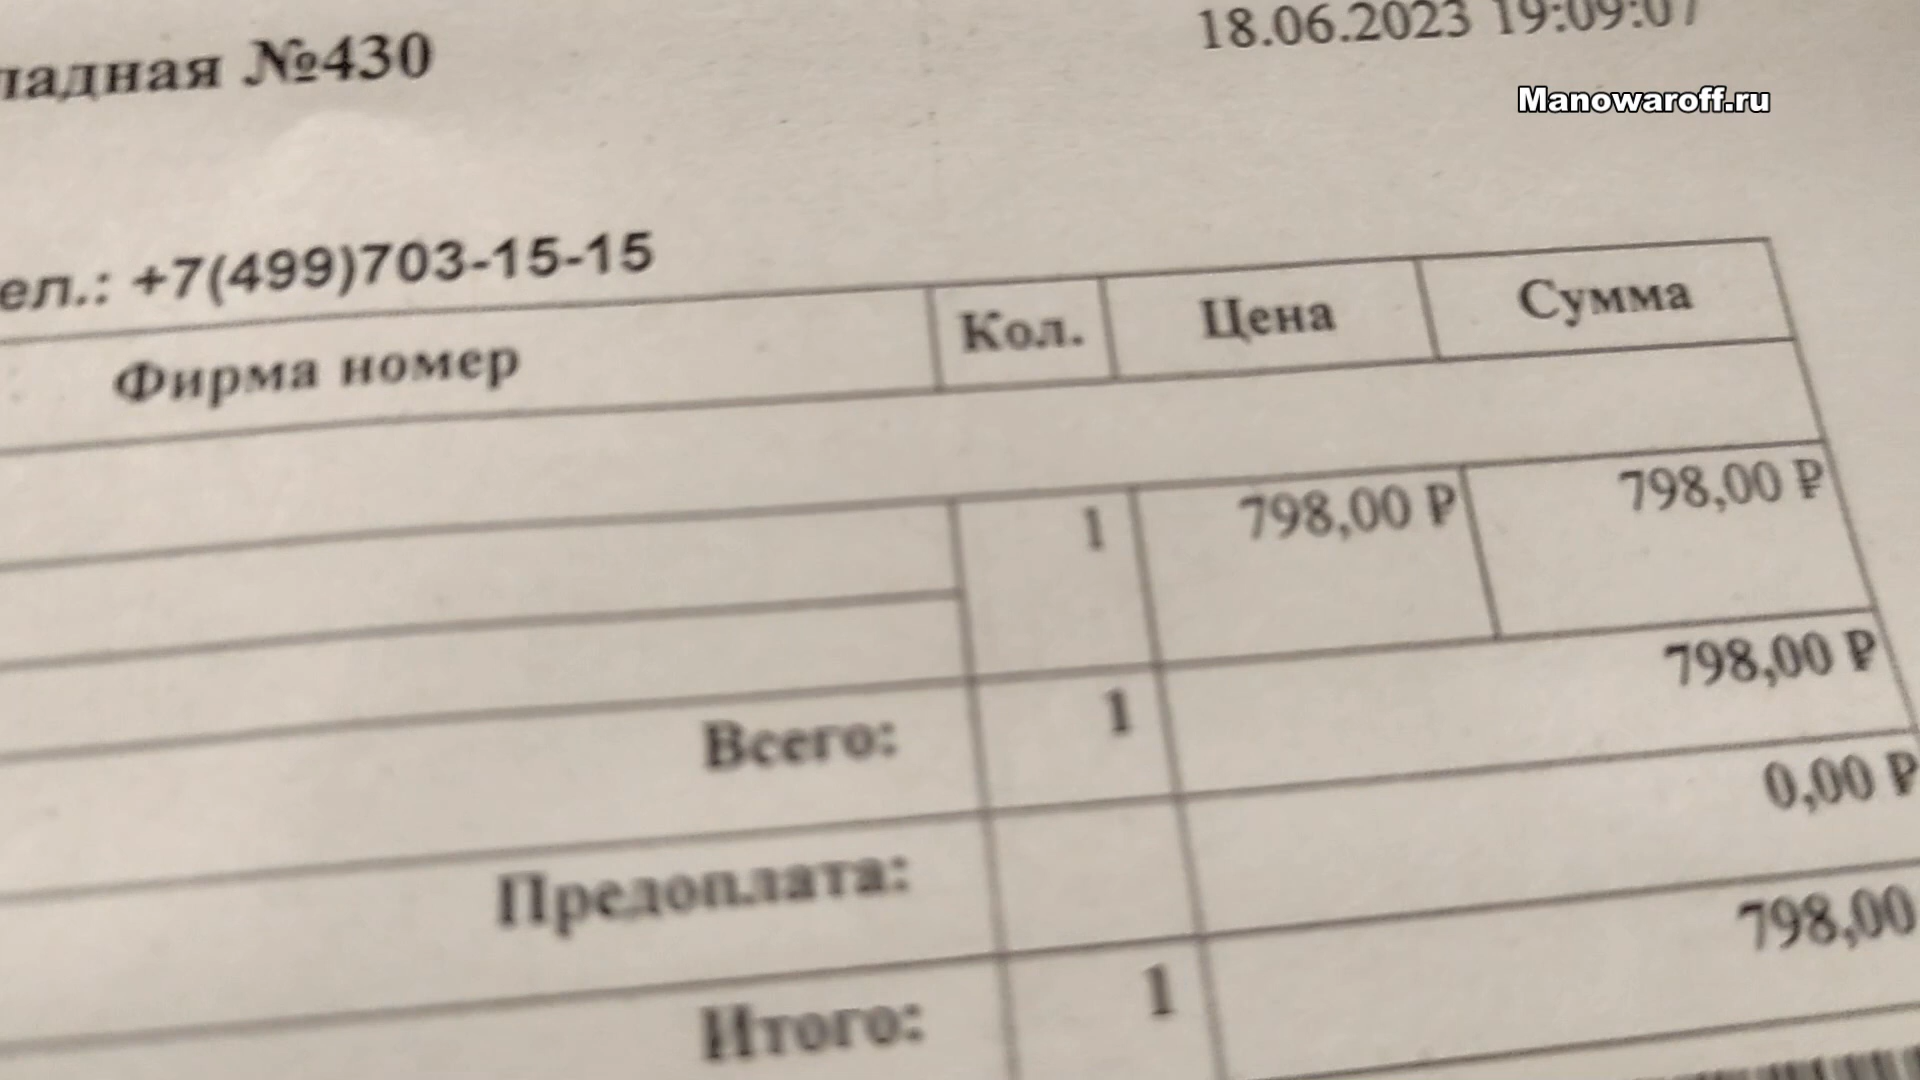 18.06.2023 19:09:07
ладная №430
Manowaroff.ru
ел.: +7(499)703-15-15
Фирма номер Кол. Цена Сумма
1 798,00 ₽ 798,00 ₽
Всего: 1 798,00 ₽
Предоплата: 0,00 ₽
Итого: 1 798,00